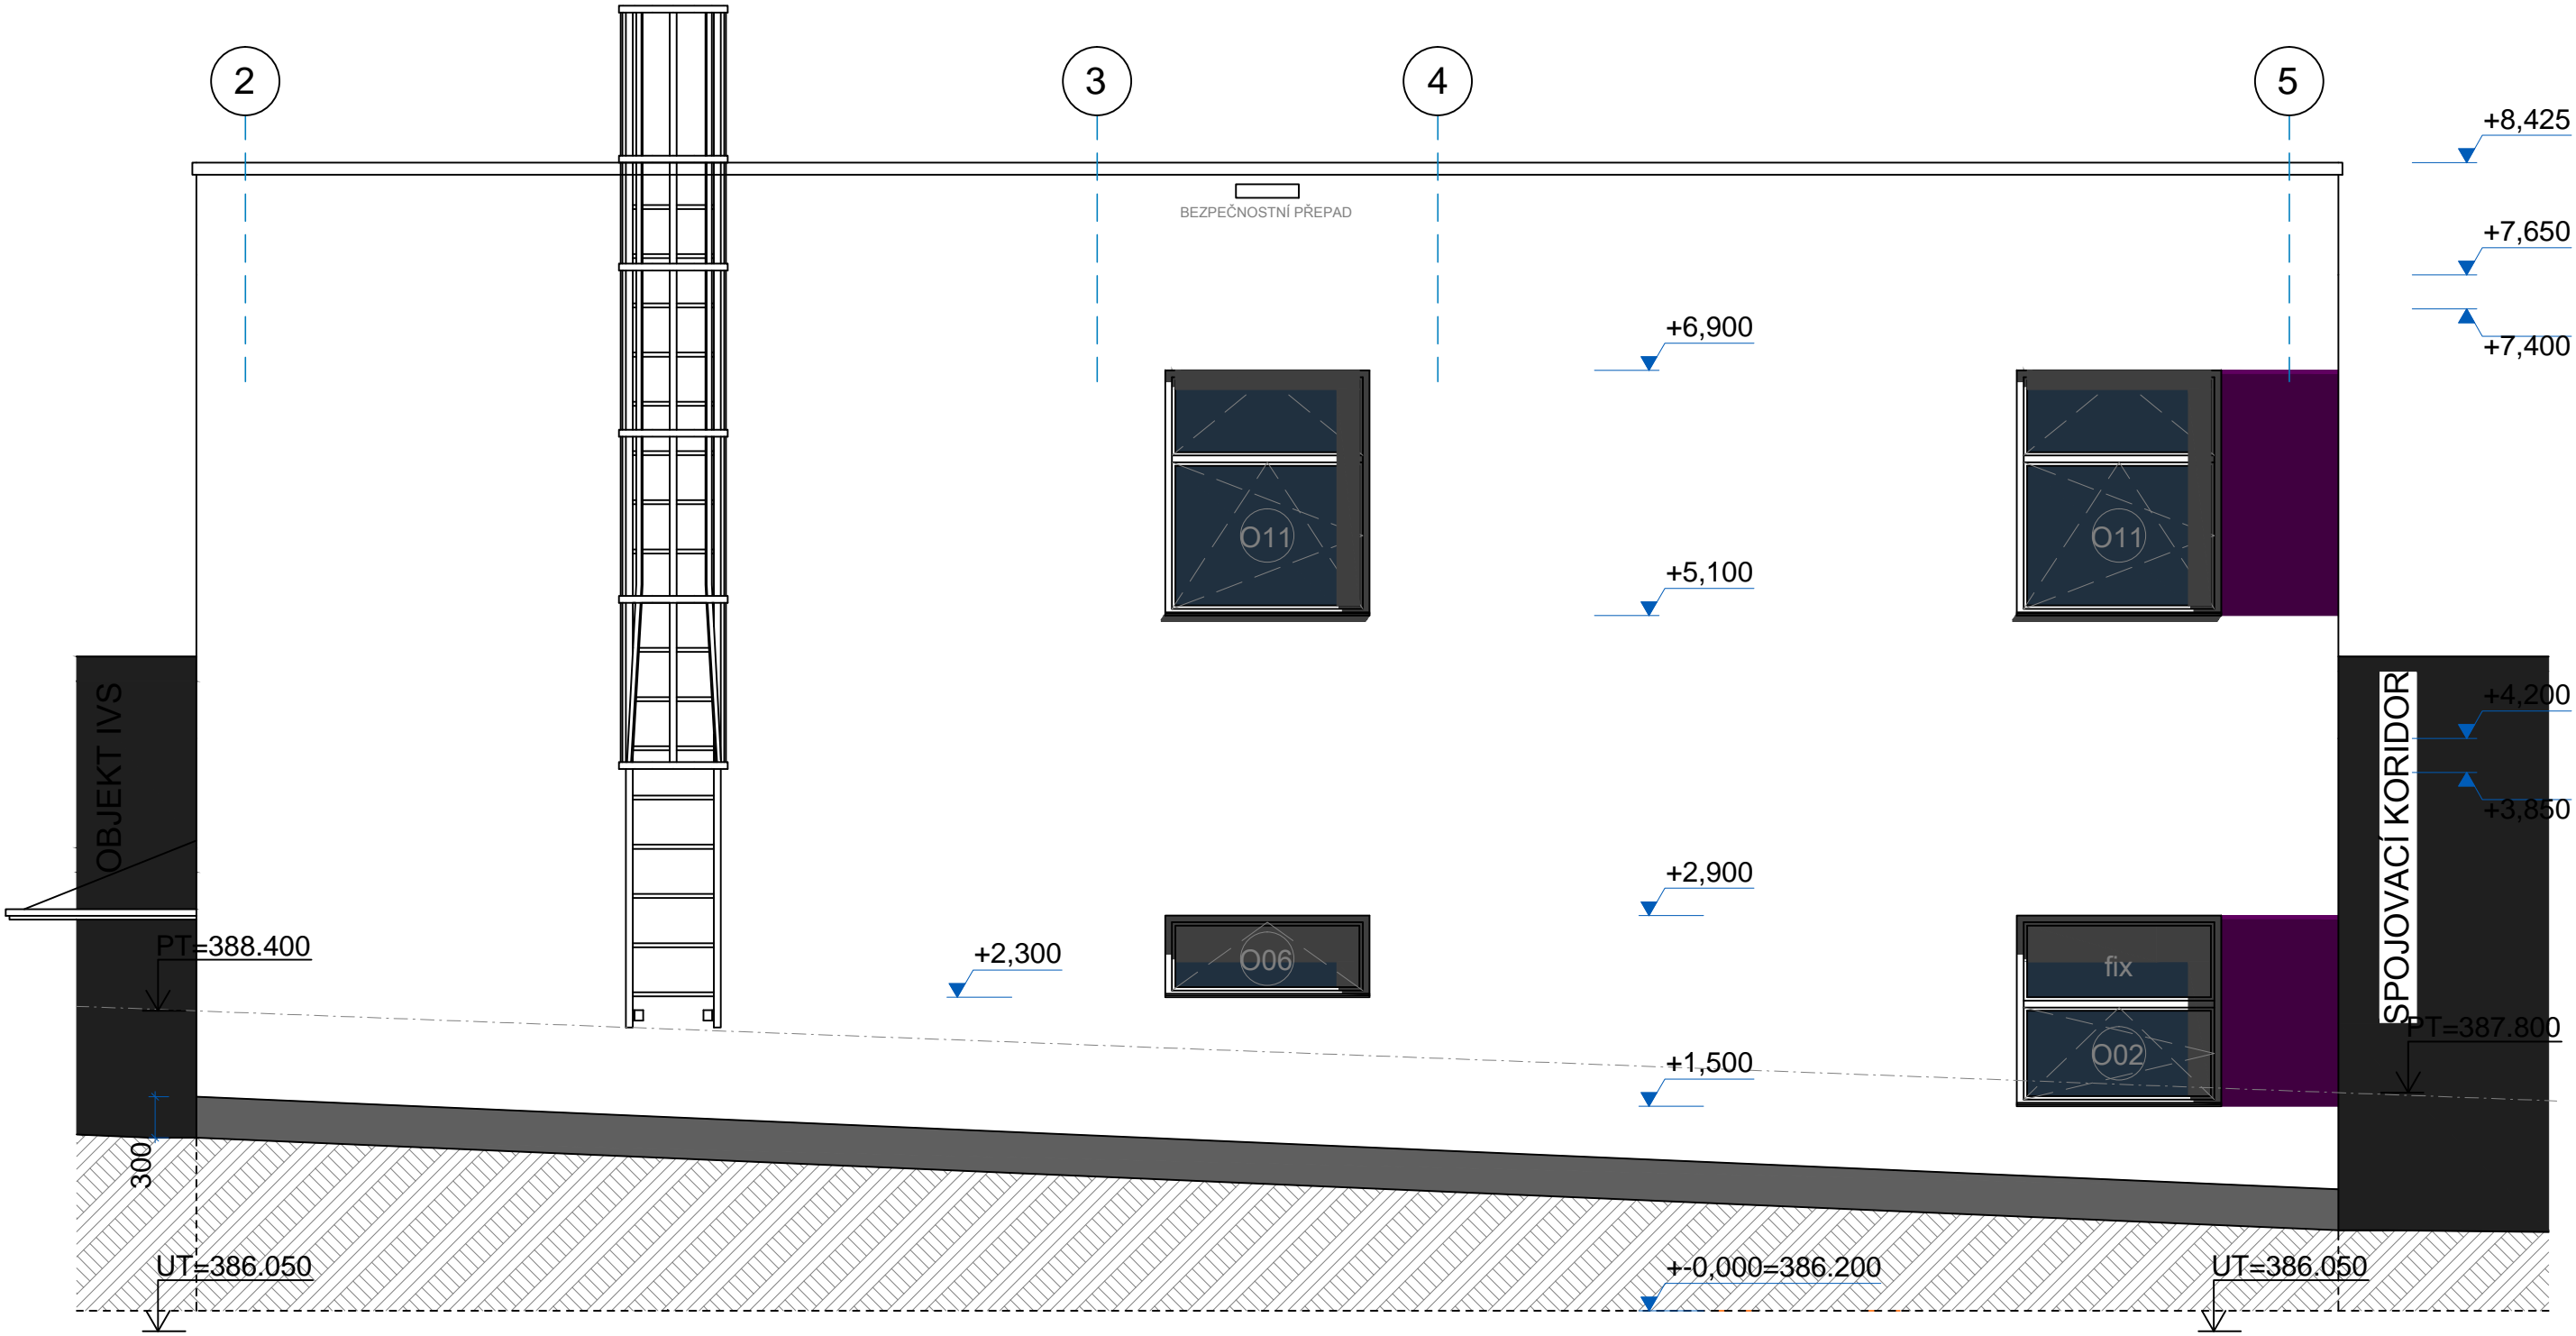 2
3
4
5
+8,425
BEZPEČNOSTNÍ PŘEPAD
+7,650
+6,900
+7,400
O11
O11
+5,100
OBJEKT IVS
SPOJOVACÍ KORIDOR
+4,200
+3,850
+2,900
PT=388.400
+2,300
O06
fix
PT=387.800
O02
+1,500
300
UT=386.050
+-0,000=386.200
UT=386.050